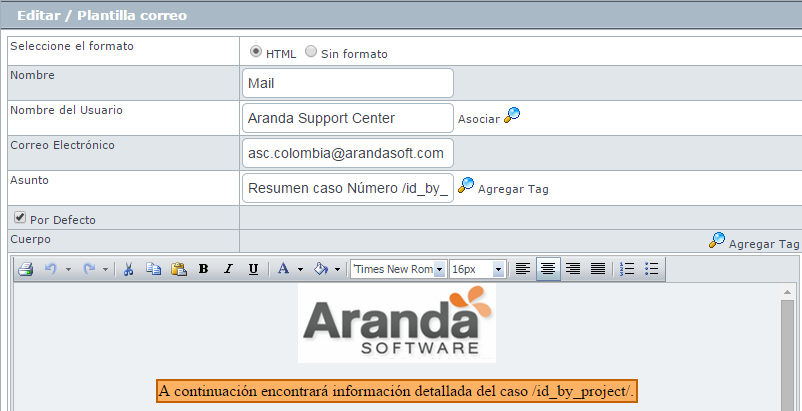 Editar / Plantilla correo
Seleccione el formato
HTML Sin formato
Nombre
Mail
Nombre del Usuario
Aranda Support Center
Asociar
Correo Electrónico
asc.colombia@arandasoft.com
Asunto
Resumen caso Número /id_by_
Agregar Tag
Por Defecto
Cuerpo
Agregar Tag
B I U A 'Times New Rom 16px
Aranda
SOFTWARE
A continuación encontrará información detallada del caso /id_by_project/.